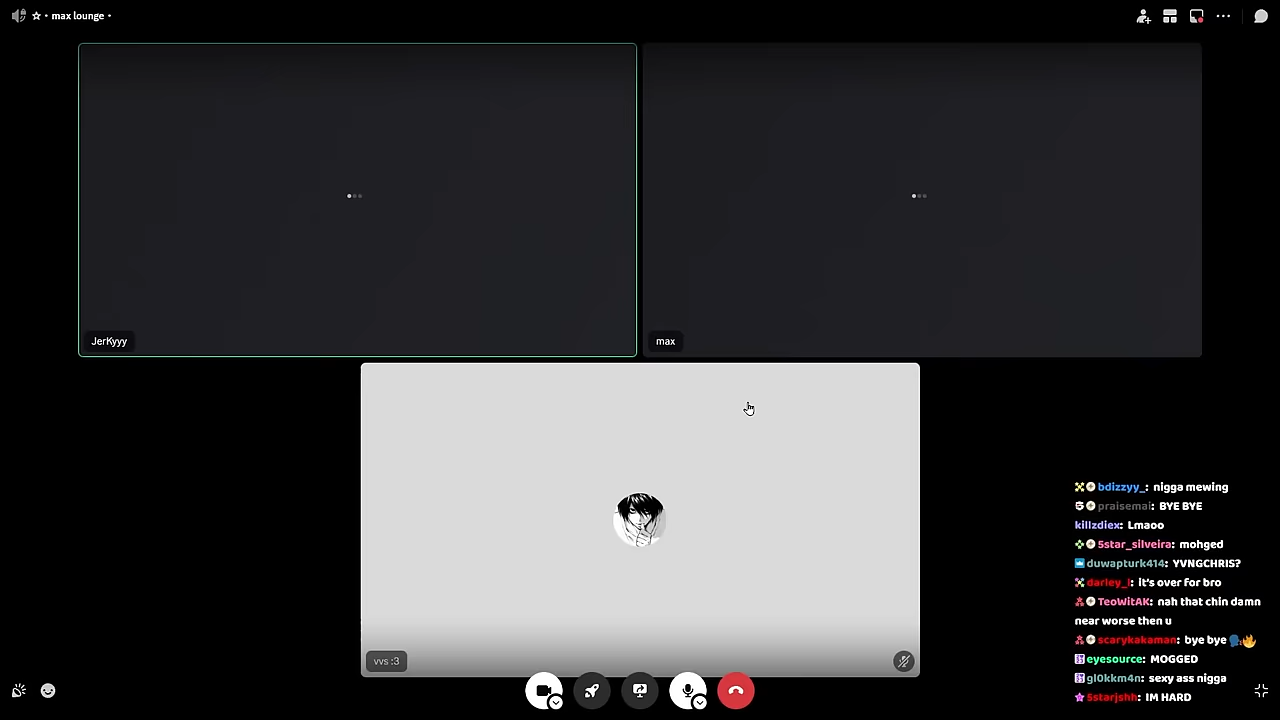 ☆ • max lounge •
JerKyyy
max
vvs :3
bdizzyy_: nigga mewing
praisemai: BYE BYE
killzdiex: Lmaoo
5star_silveira: mohged
duwapturk414: YVNGCHRIS?
darley_l: it's over for bro
TeoWitAK: nah that chin damn
near worse then u
scarykakaman: bye bye 🗣️🔥
eyesource: MOGGED
gl0kkm4n: sexy ass nigga
5starjshh: IM HARD